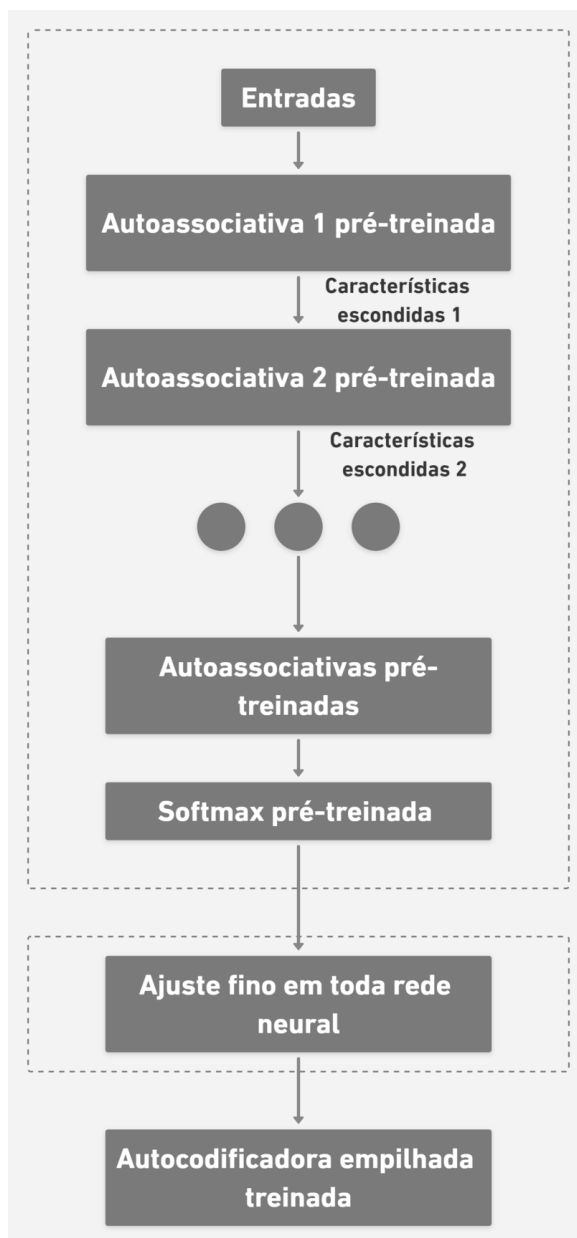 Entradas
Autoassociativa 1 pré-treinada
Características
escondidas 1
Autoassociativa 2 pré-treinada
Características
escondidas 2
Autoassociativas pré-
treinadas
Softmax pré-treinada
Ajuste fino em toda rede
neural
Autocodificadora empilhada
treinada